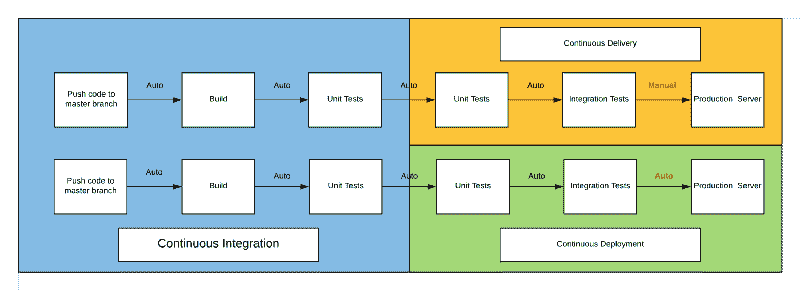 Continuous Delivery
Auto Auto Auto Auto Manual
Push code to
master branch
Build
Unit Tests
Unit Tests
Integration Tests
Production Server
Auto Auto Auto Auto Auto
Push code to
master branch
Build
Unit Tests
Unit Tests
Integration Tests
Production Server
Continuous Integration
Continuous Deployment